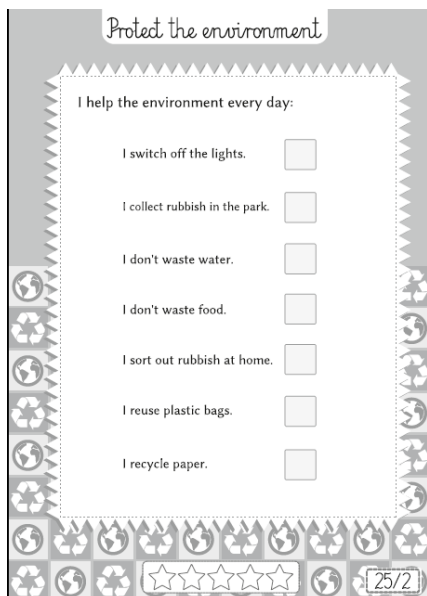 Protect the environment
I help the environment every day:
I switch off the lights.
I collect rubbish in the park.
I don't waste water.
I don't waste food.
I sort out rubbish at home.
I reuse plastic bags.
I recycle paper.
25/2